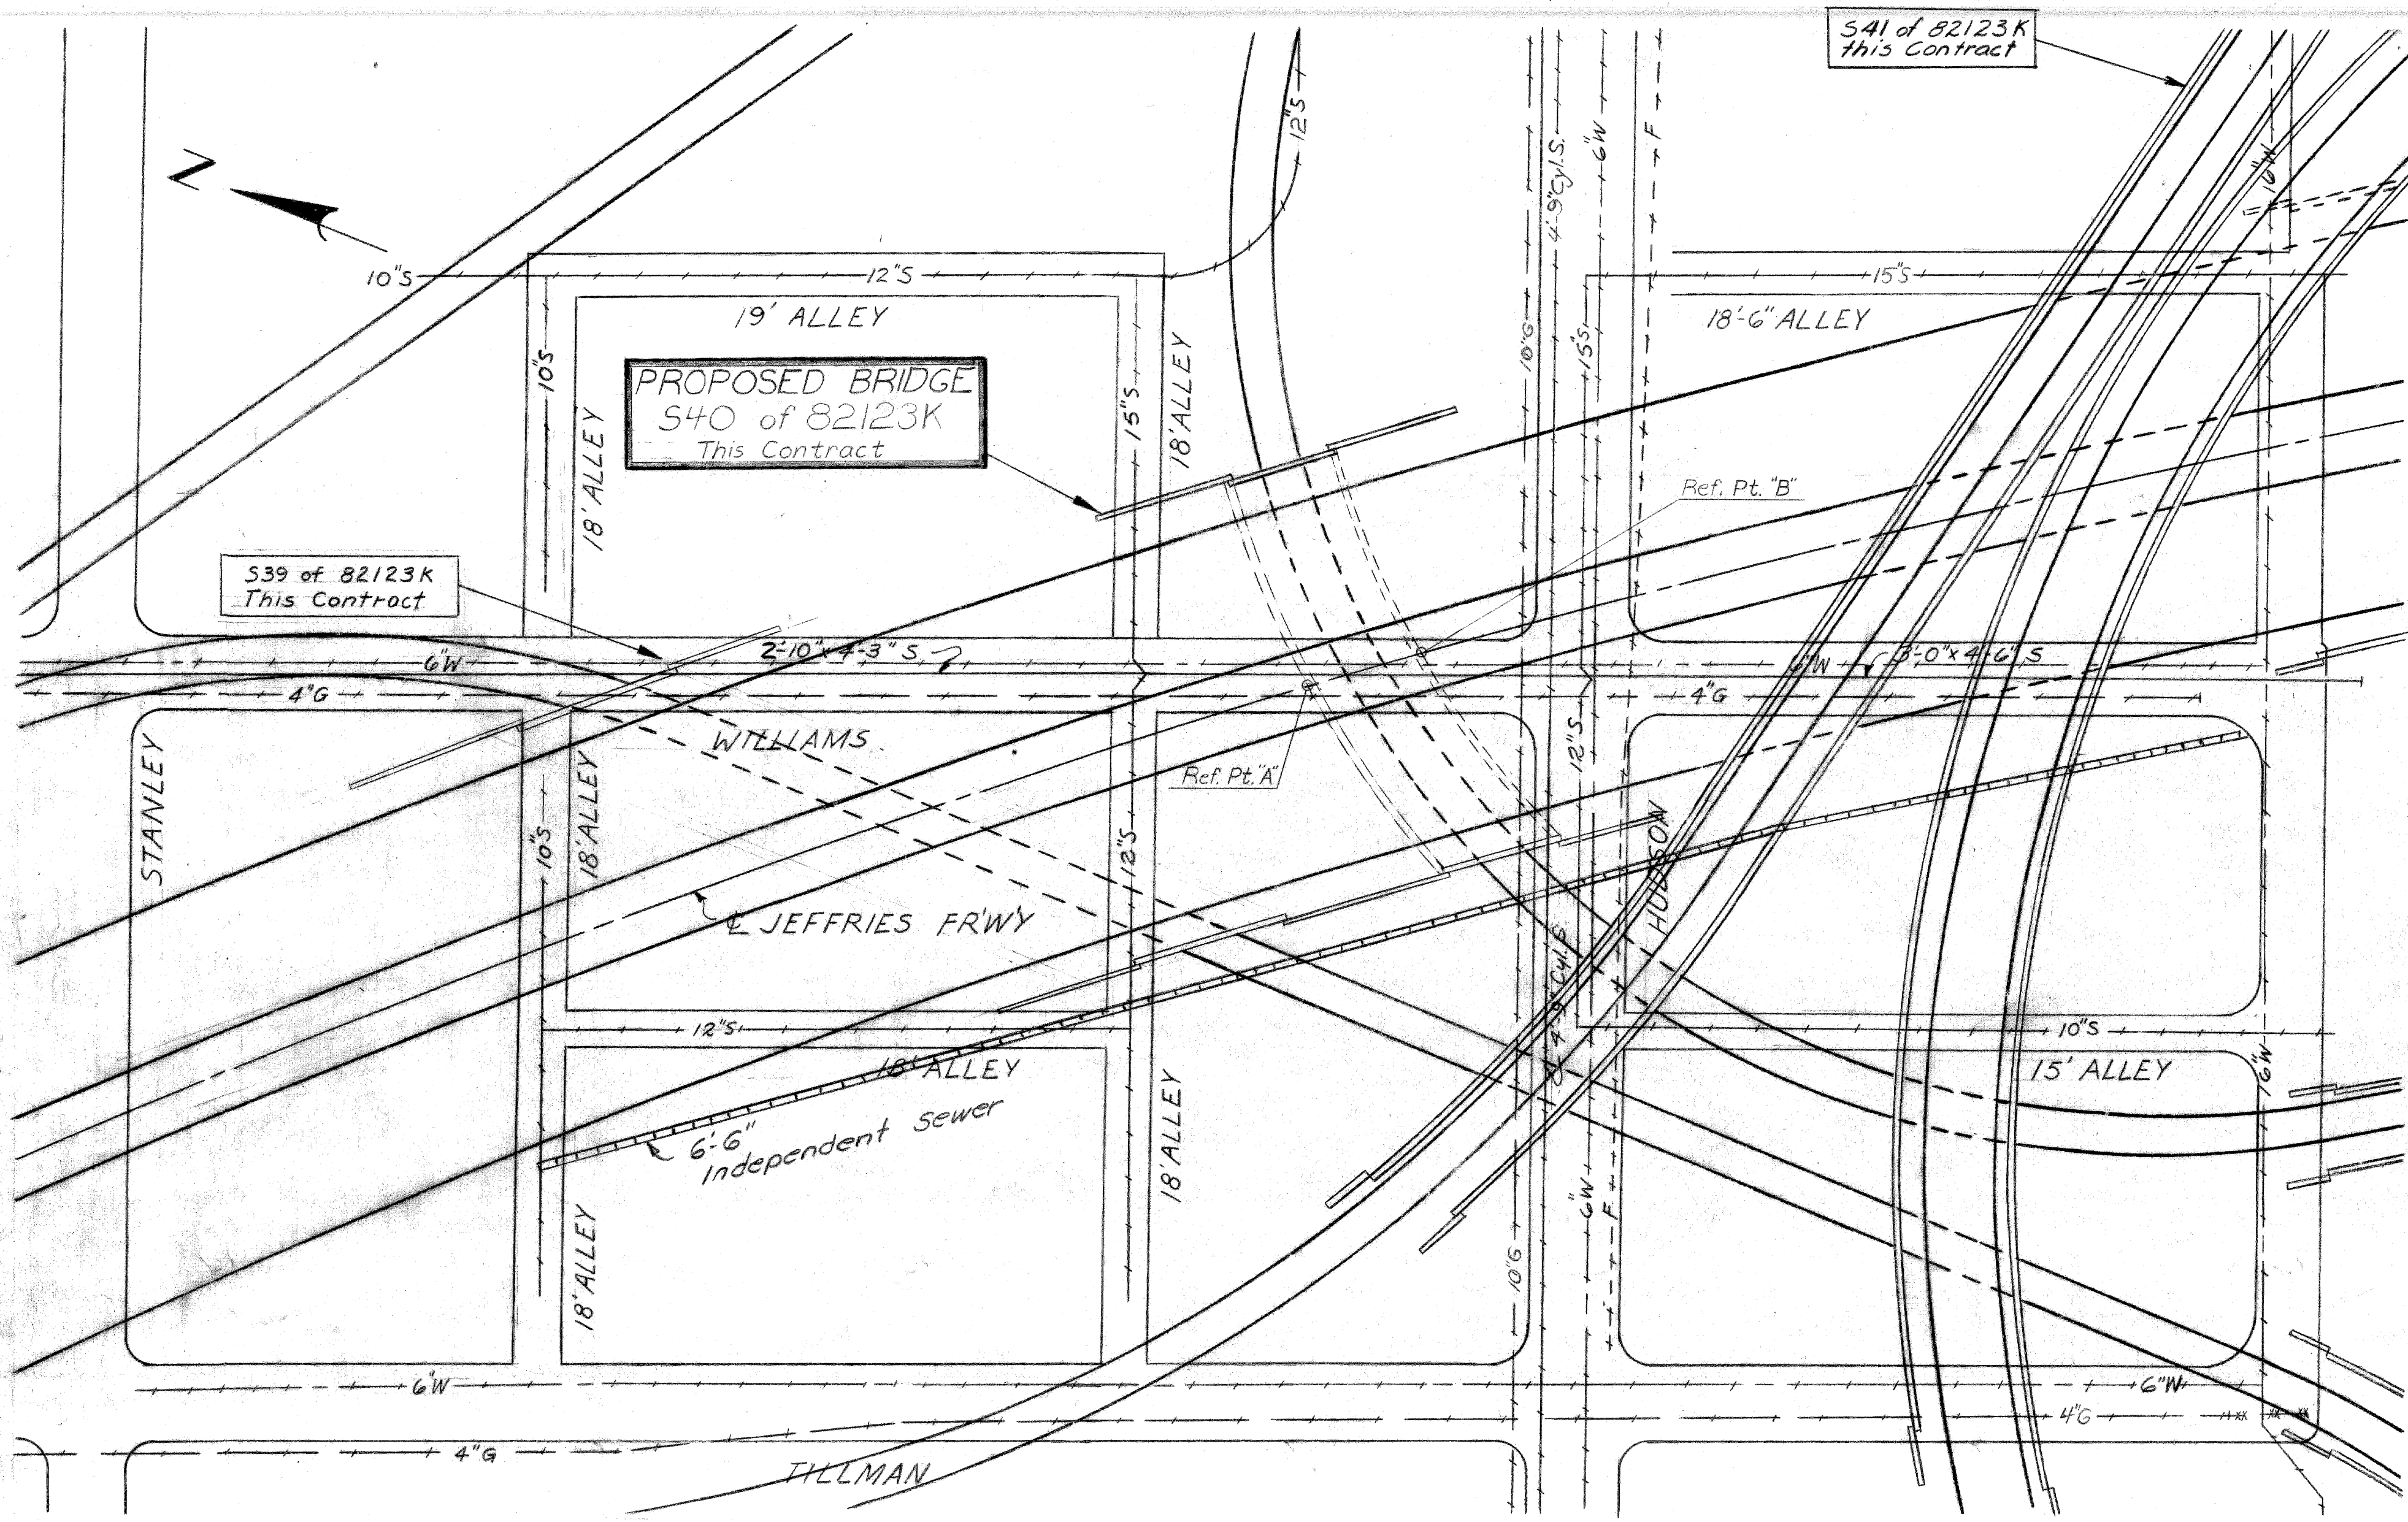 S41 of 82123K
this Contract
N
12"S
4'-9"Cyl.S.
6"W
F
16"W
10"S
12"S
15"S
19' ALLEY
18'-6" ALLEY
10"S
18' ALLEY
PROPOSED BRIDGE
S40 of 82123K
This Contract
15"S
18' ALLEY
10"G
15"S
Ref. Pt. "B"
S39 of 82123K
This Contract
6"W
2'-10"x 4'-3" S
6"W
3'-0"x 4'-6" S
4"G
4"G
WILLIAMS
Ref. Pt. "A"
12"S
STANLEY
10"S
18' ALLEY
12"S
HUDSON
℄ JEFFRIES FR'W'Y
4'-9" Cyl.S
12"S
10"S
18' ALLEY
15' ALLEY
6"W
6'-6"
Independent Sewer
18' ALLEY
18' ALLEY
6"W
F
10"G
6"W
6"W
4"G
4"G
TILLMAN